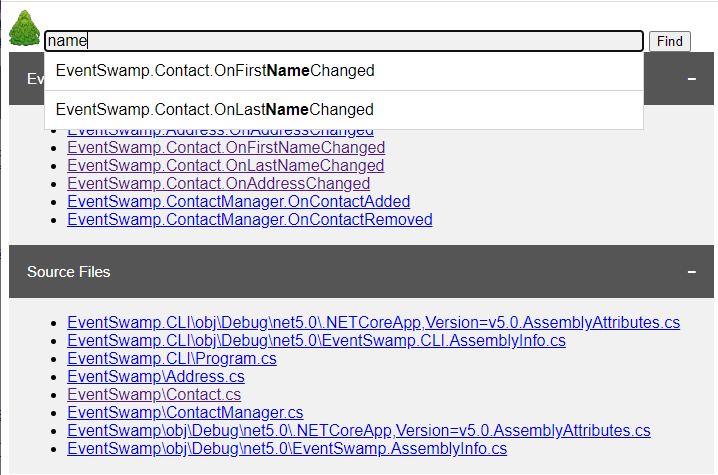 name
Find
EventSwamp.Contact.OnFirstNameChanged
EventSwamp.Contact.OnLastNameChanged
EventSwamp.Address.OnAddressChanged
EventSwamp.Contact.OnFirstNameChanged
EventSwamp.Contact.OnLastNameChanged
EventSwamp.Contact.OnAddressChanged
EventSwamp.ContactManager.OnContactAdded
EventSwamp.ContactManager.OnContactRemoved
Source Files
EventSwamp.CLI\obj\Debug\net5.0\.NETCoreApp,Version=v5.0.AssemblyAttributes.cs
EventSwamp.CLI\obj\Debug\net5.0\EventSwamp.CLI.AssemblyInfo.cs
EventSwamp.CLI\Program.cs
EventSwamp\Address.cs
EventSwamp\Contact.cs
EventSwamp\ContactManager.cs
EventSwamp\obj\Debug\net5.0\.NETCoreApp,Version=v5.0.AssemblyAttributes.cs
EventSwamp\obj\Debug\net5.0\EventSwamp.AssemblyInfo.cs